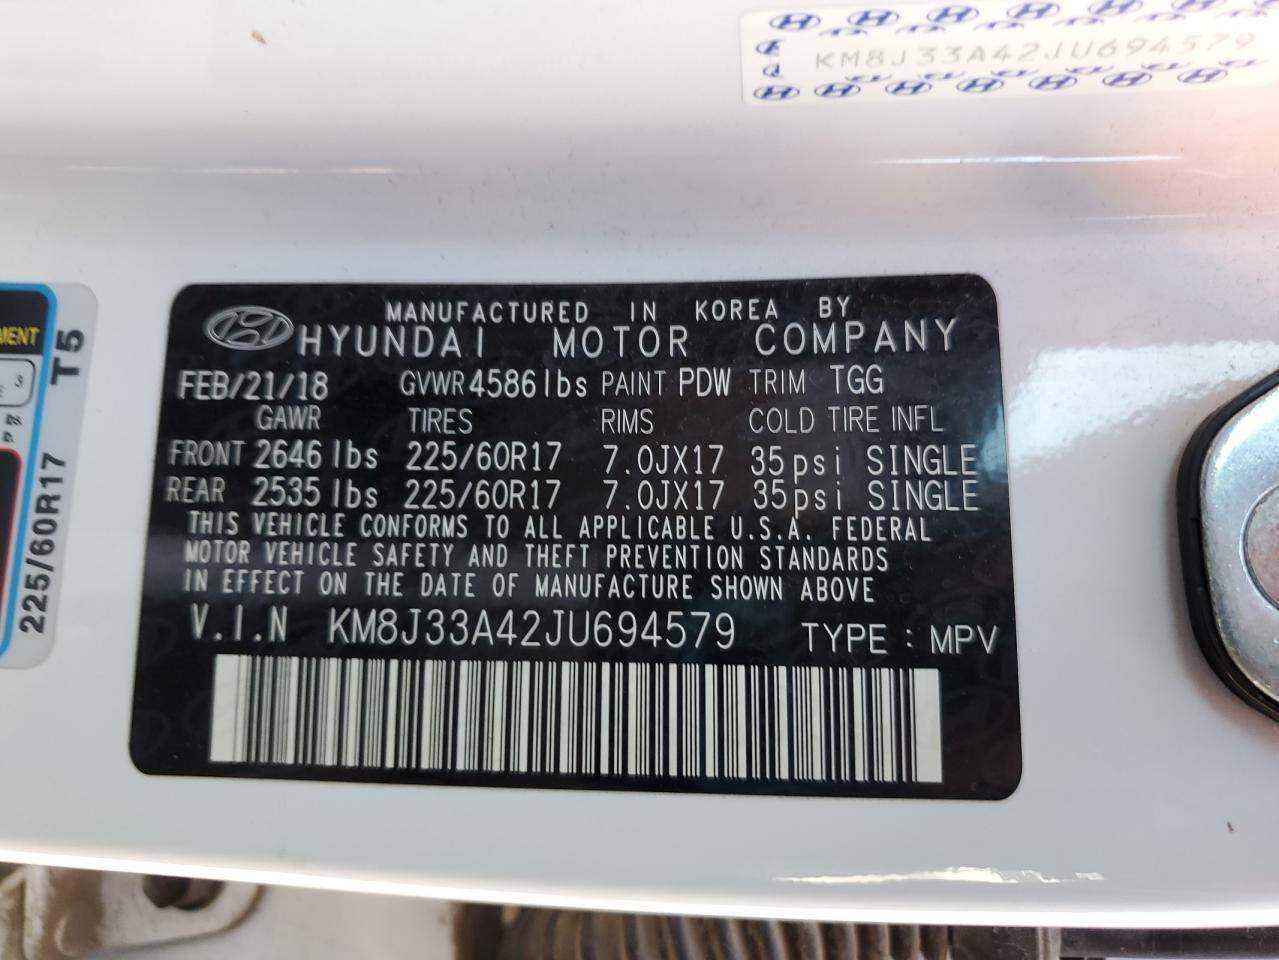 KM8J33A42JU694579
MANUFACTURED IN KOREA BY
HYUNDAI MOTOR COMPANY
FEB/21/18 GVWR 4586 lbs PAINT PDW TRIM TGG
GAWR TIRES RIMS COLD TIRE INFL
FRONT 2646 lbs 225/60R17 7.0JX17 35psi SINGLE
REAR 2535 lbs 225/60R17 7.0JX17 35psi SINGLE
THIS VEHICLE CONFORMS TO ALL APPLICABLE U.S.A. FEDERAL
MOTOR VEHICLE SAFETY AND THEFT PREVENTION STANDARDS
IN EFFECT ON THE DATE OF MANUFACTURE SHOWN ABOVE
V.I.N KM8J33A42JU694579 TYPE : MPV
MENT
3
225/60R17 T5